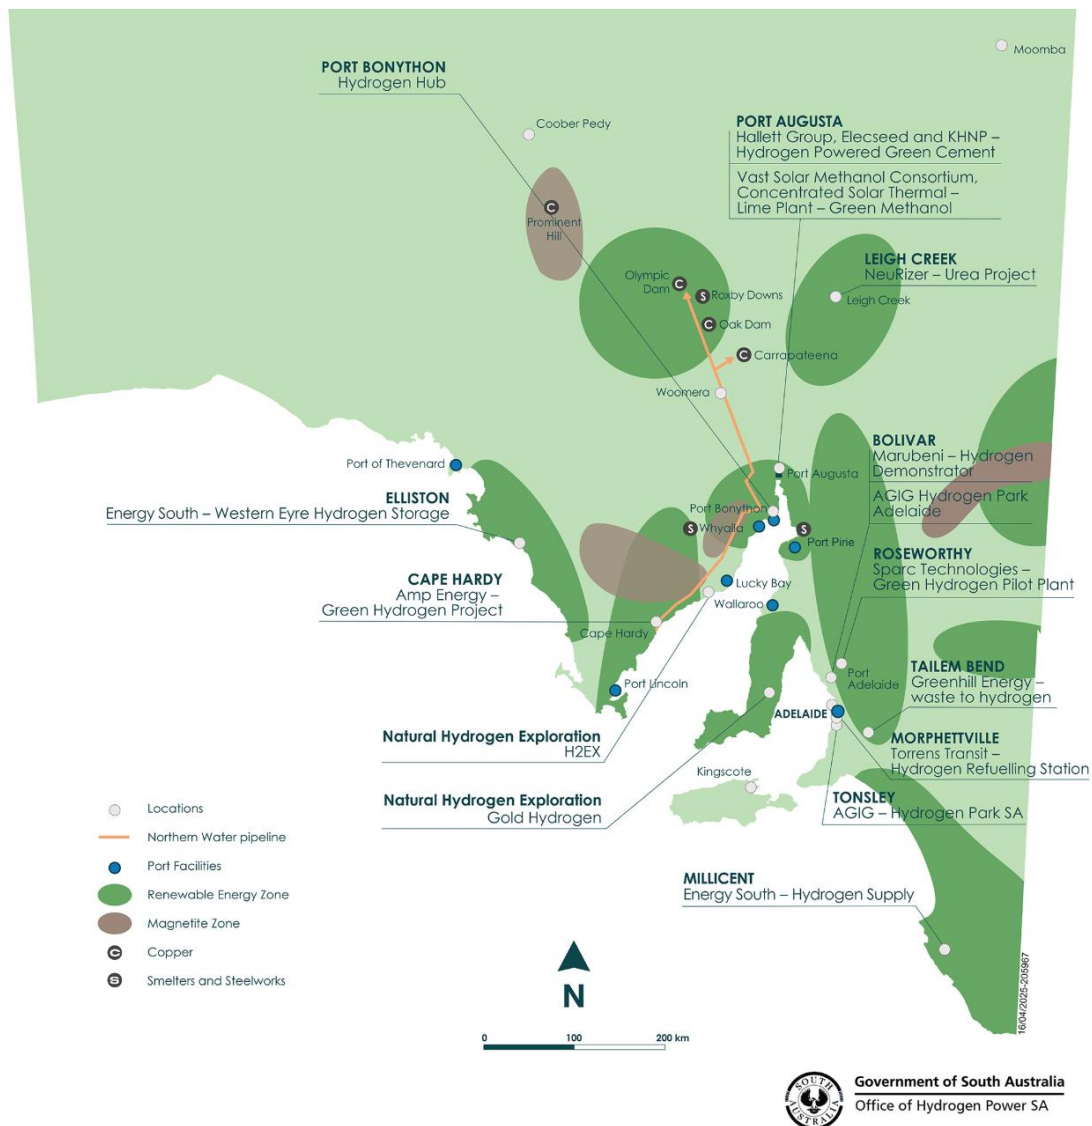 Moomba
PORT BONYTHON
Hydrogen Hub
Coober Pedy
PORT AUGUSTA
Hallett Group, Elecseed and KHNP –
Hydrogen Powered Green Cement
Vast Solar Methanol Consortium,
Concentrated Solar Thermal –
Lime Plant – Green Methanol
C
Prominent
Hill
LEIGH CREEK
NeuRizer – Urea Project
Olympic
Dam
C
S
Roxby Downs
Leigh Creek
C
Oak Dam
C
Carrapateena
Woomera
BOLIVAR
Marubeni – Hydrogen
Demonstrator
AGIG Hydrogen Park
Adelaide
Port of Thevenard
Port Augusta
ELLISTON
Energy South – Western Eyre Hydrogen Storage
Port Bonython
S
Whyalla
S
Port Pirie
ROSEWORTHY
Sparc Technologies –
Green Hydrogen Pilot Plant
CAPE HARDY
Amp Energy –
Green Hydrogen Project
Lucky Bay
Wallaroo
Cape Hardy
Port
Adelaide
TAILEM BEND
Greenhill Energy –
waste to hydrogen
Port Lincoln
ADELAIDE
Natural Hydrogen Exploration
H2EX
MORPHETTVILLE
Torrens Transit –
Hydrogen Refuelling Station
Kingscote
Natural Hydrogen Exploration
Gold Hydrogen
TONSLEY
AGIG – Hydrogen Park SA
MILLICENT
Energy South – Hydrogen Supply
Locations
Northern Water pipeline
Port Facilities
Renewable Energy Zone
Magnetite Zone
C
Copper
S
Smelters and Steelworks
N
0 100 200 km
16/04/2025-205967
SOUTH AUSTRALIA
Government of South Australia
Office of Hydrogen Power SA